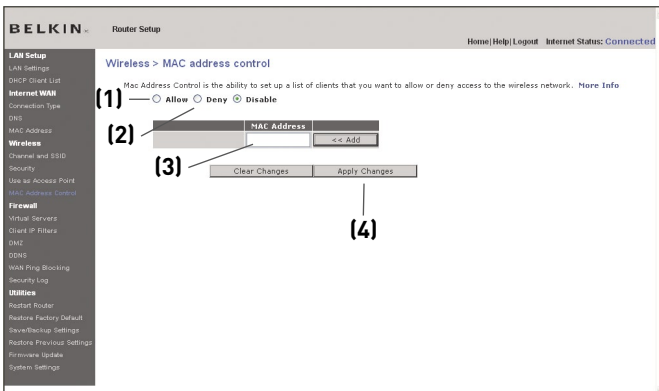 BELKIN®
Router Setup
Home|Help|Logout Internet Status: Connected
LAN Setup
LAN Settings
DHCP Client List
Internet WAN
Connection Type
DNS
MAC Address
Wireless
Channel and SSID
Security
Use as Access Point
MAC Address Control
Firewall
Virtual Servers
Client IP Filters
DMZ
DDNS
WAN Ping Blocking
Security Log
Utilities
Restart Router
Restore Factory Default
Save/Backup Settings
Restore Previous Settings
Firmware Update
System Settings
Wireless > MAC address control
Mac Address Control is the ability to set up a list of clients that you want to allow or deny access to the wireless network. More Info
(1) Allow Deny Disable
(2)
MAC Address
<< Add
(3)
Clear Changes Apply Changes
(4)